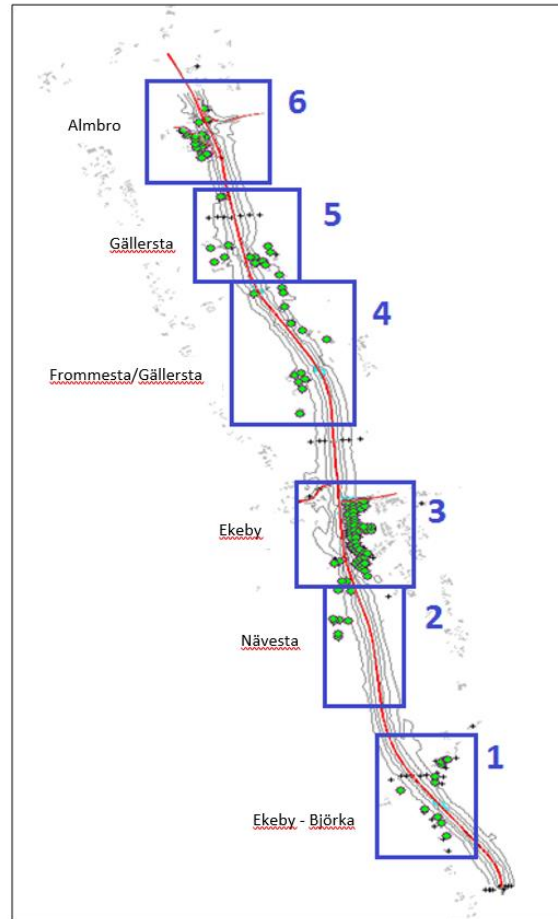 6
Almbro
5
Gällersta
4
Frommesta/Gällersta
3
Ekeby
2
Nävesta
1
Ekeby - Björka